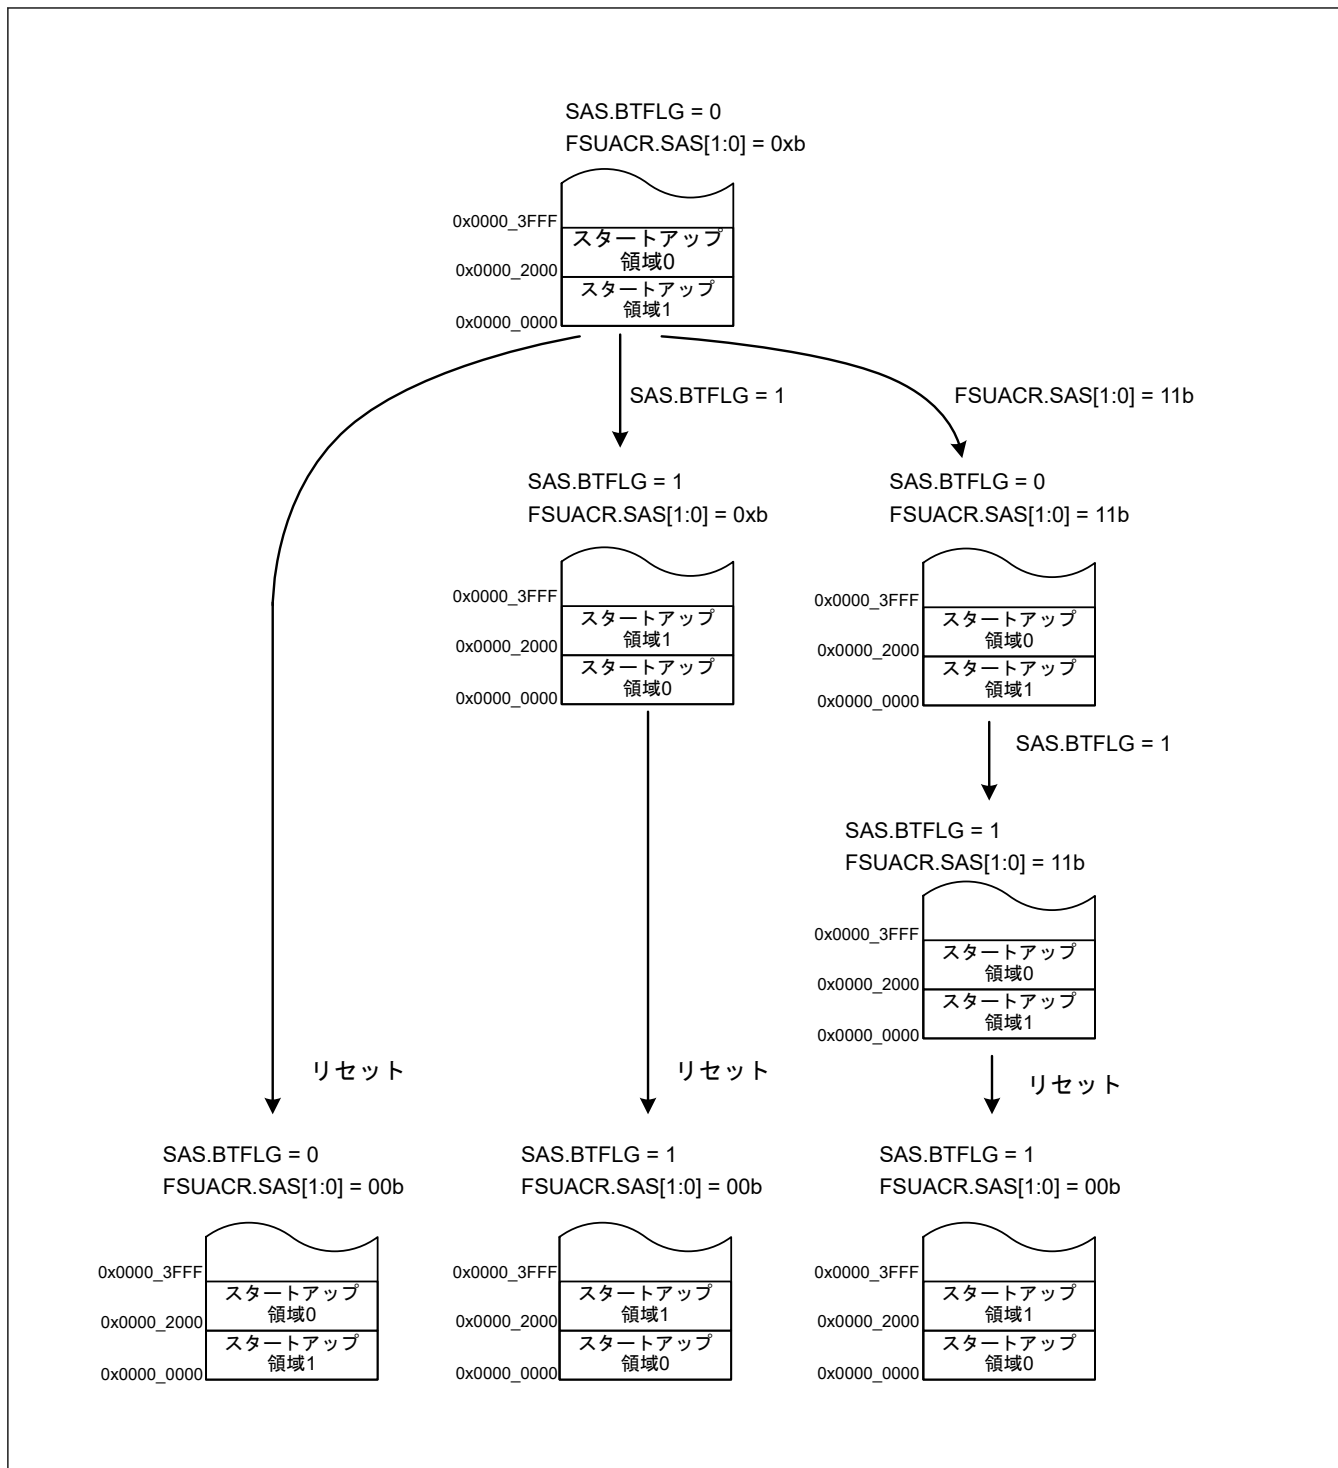 SAS.BTFLG = 0
FSUACR.SAS[1:0] = 0xb
0x0000_3FFF
スタートアップ
領域0
0x0000_2000
スタートアップ
領域1
0x0000_0000
SAS.BTFLG = 1
FSUACR.SAS[1:0] = 11b
SAS.BTFLG = 1
FSUACR.SAS[1:0] = 0xb
0x0000_3FFF
スタートアップ
領域1
0x0000_2000
スタートアップ
領域0
0x0000_0000
SAS.BTFLG = 0
FSUACR.SAS[1:0] = 11b
0x0000_3FFF
スタートアップ
領域0
0x0000_2000
スタートアップ
領域1
0x0000_0000
SAS.BTFLG = 1
SAS.BTFLG = 1
FSUACR.SAS[1:0] = 11b
0x0000_3FFF
スタートアップ
領域0
0x0000_2000
スタートアップ
領域1
0x0000_0000
リセット
リセット
リセット
SAS.BTFLG = 0
FSUACR.SAS[1:0] = 00b
0x0000_3FFF
スタートアップ
領域0
0x0000_2000
スタートアップ
領域1
0x0000_0000
SAS.BTFLG = 1
FSUACR.SAS[1:0] = 00b
0x0000_3FFF
スタートアップ
領域1
0x0000_2000
スタートアップ
領域0
0x0000_0000
SAS.BTFLG = 1
FSUACR.SAS[1:0] = 00b
0x0000_3FFF
スタートアップ
領域1
0x0000_2000
スタートアップ
領域0
0x0000_0000